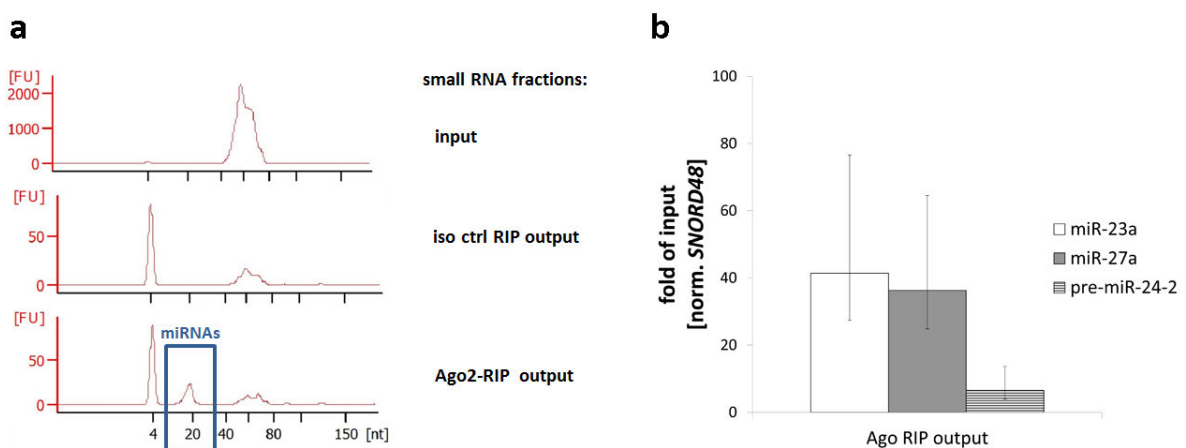 a
[FU]
2000
1000
0
small RNA fractions:
input
[FU]
50
0
iso ctrl RIP output
[FU]
50
0
miRNAs
Ago2-RIP output
4 20 40 80 150 [nt]
b
fold of input
[norm. SNORD48]
100
80
60
40
20
0
miR-23a
miR-27a
pre-miR-24-2
Ago RIP output